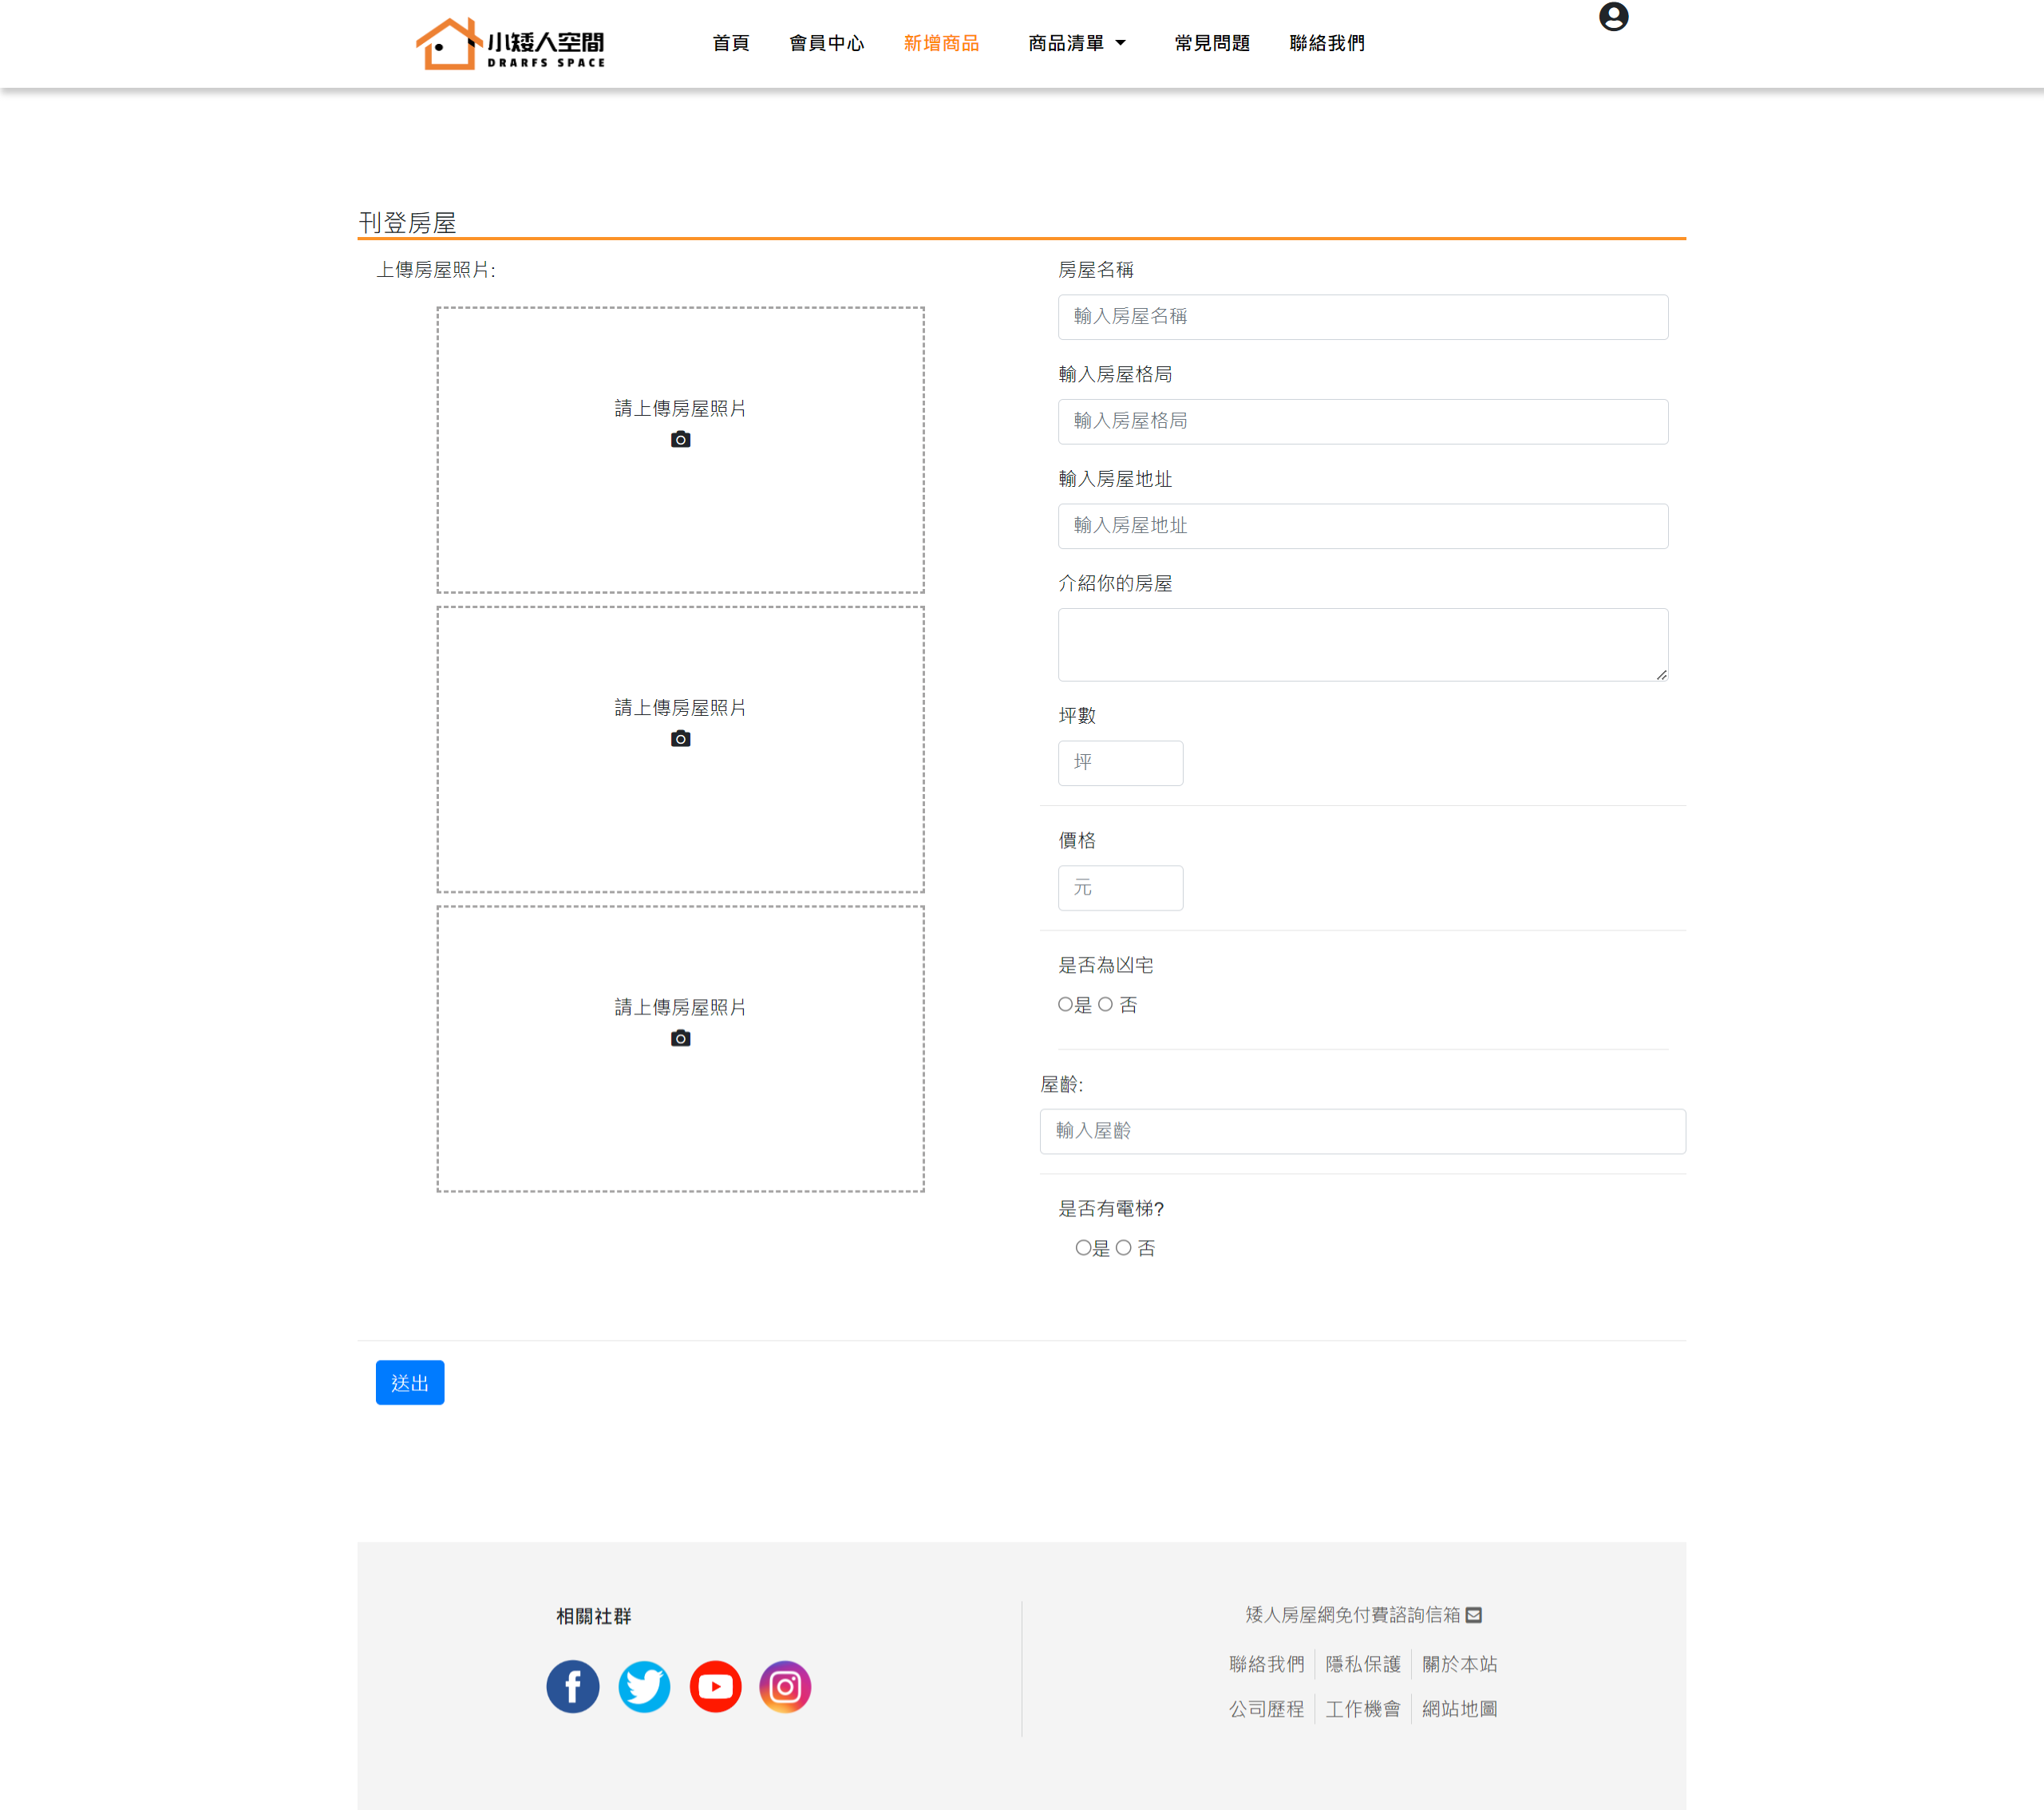 小矮人空間
DRARFS SPACE
首頁 會員中心 新增商品 商品清單 常見問題 聯絡我們
刊登房屋
上傳房屋照片:
請上傳房屋照片
請上傳房屋照片
請上傳房屋照片
房屋名稱
輸入房屋名稱
輸入房屋格局
輸入房屋格局
輸入房屋地址
輸入房屋地址
介紹你的房屋
坪數
坪
價格
元
是否為凶宅
是 否
屋齡:
輸入屋齡
是否有電梯?
是 否
送出
相關社群
矮人房屋網免付費諮詢信箱
聯絡我們 隱私保護 關於本站
公司歷程 工作機會 網站地圖